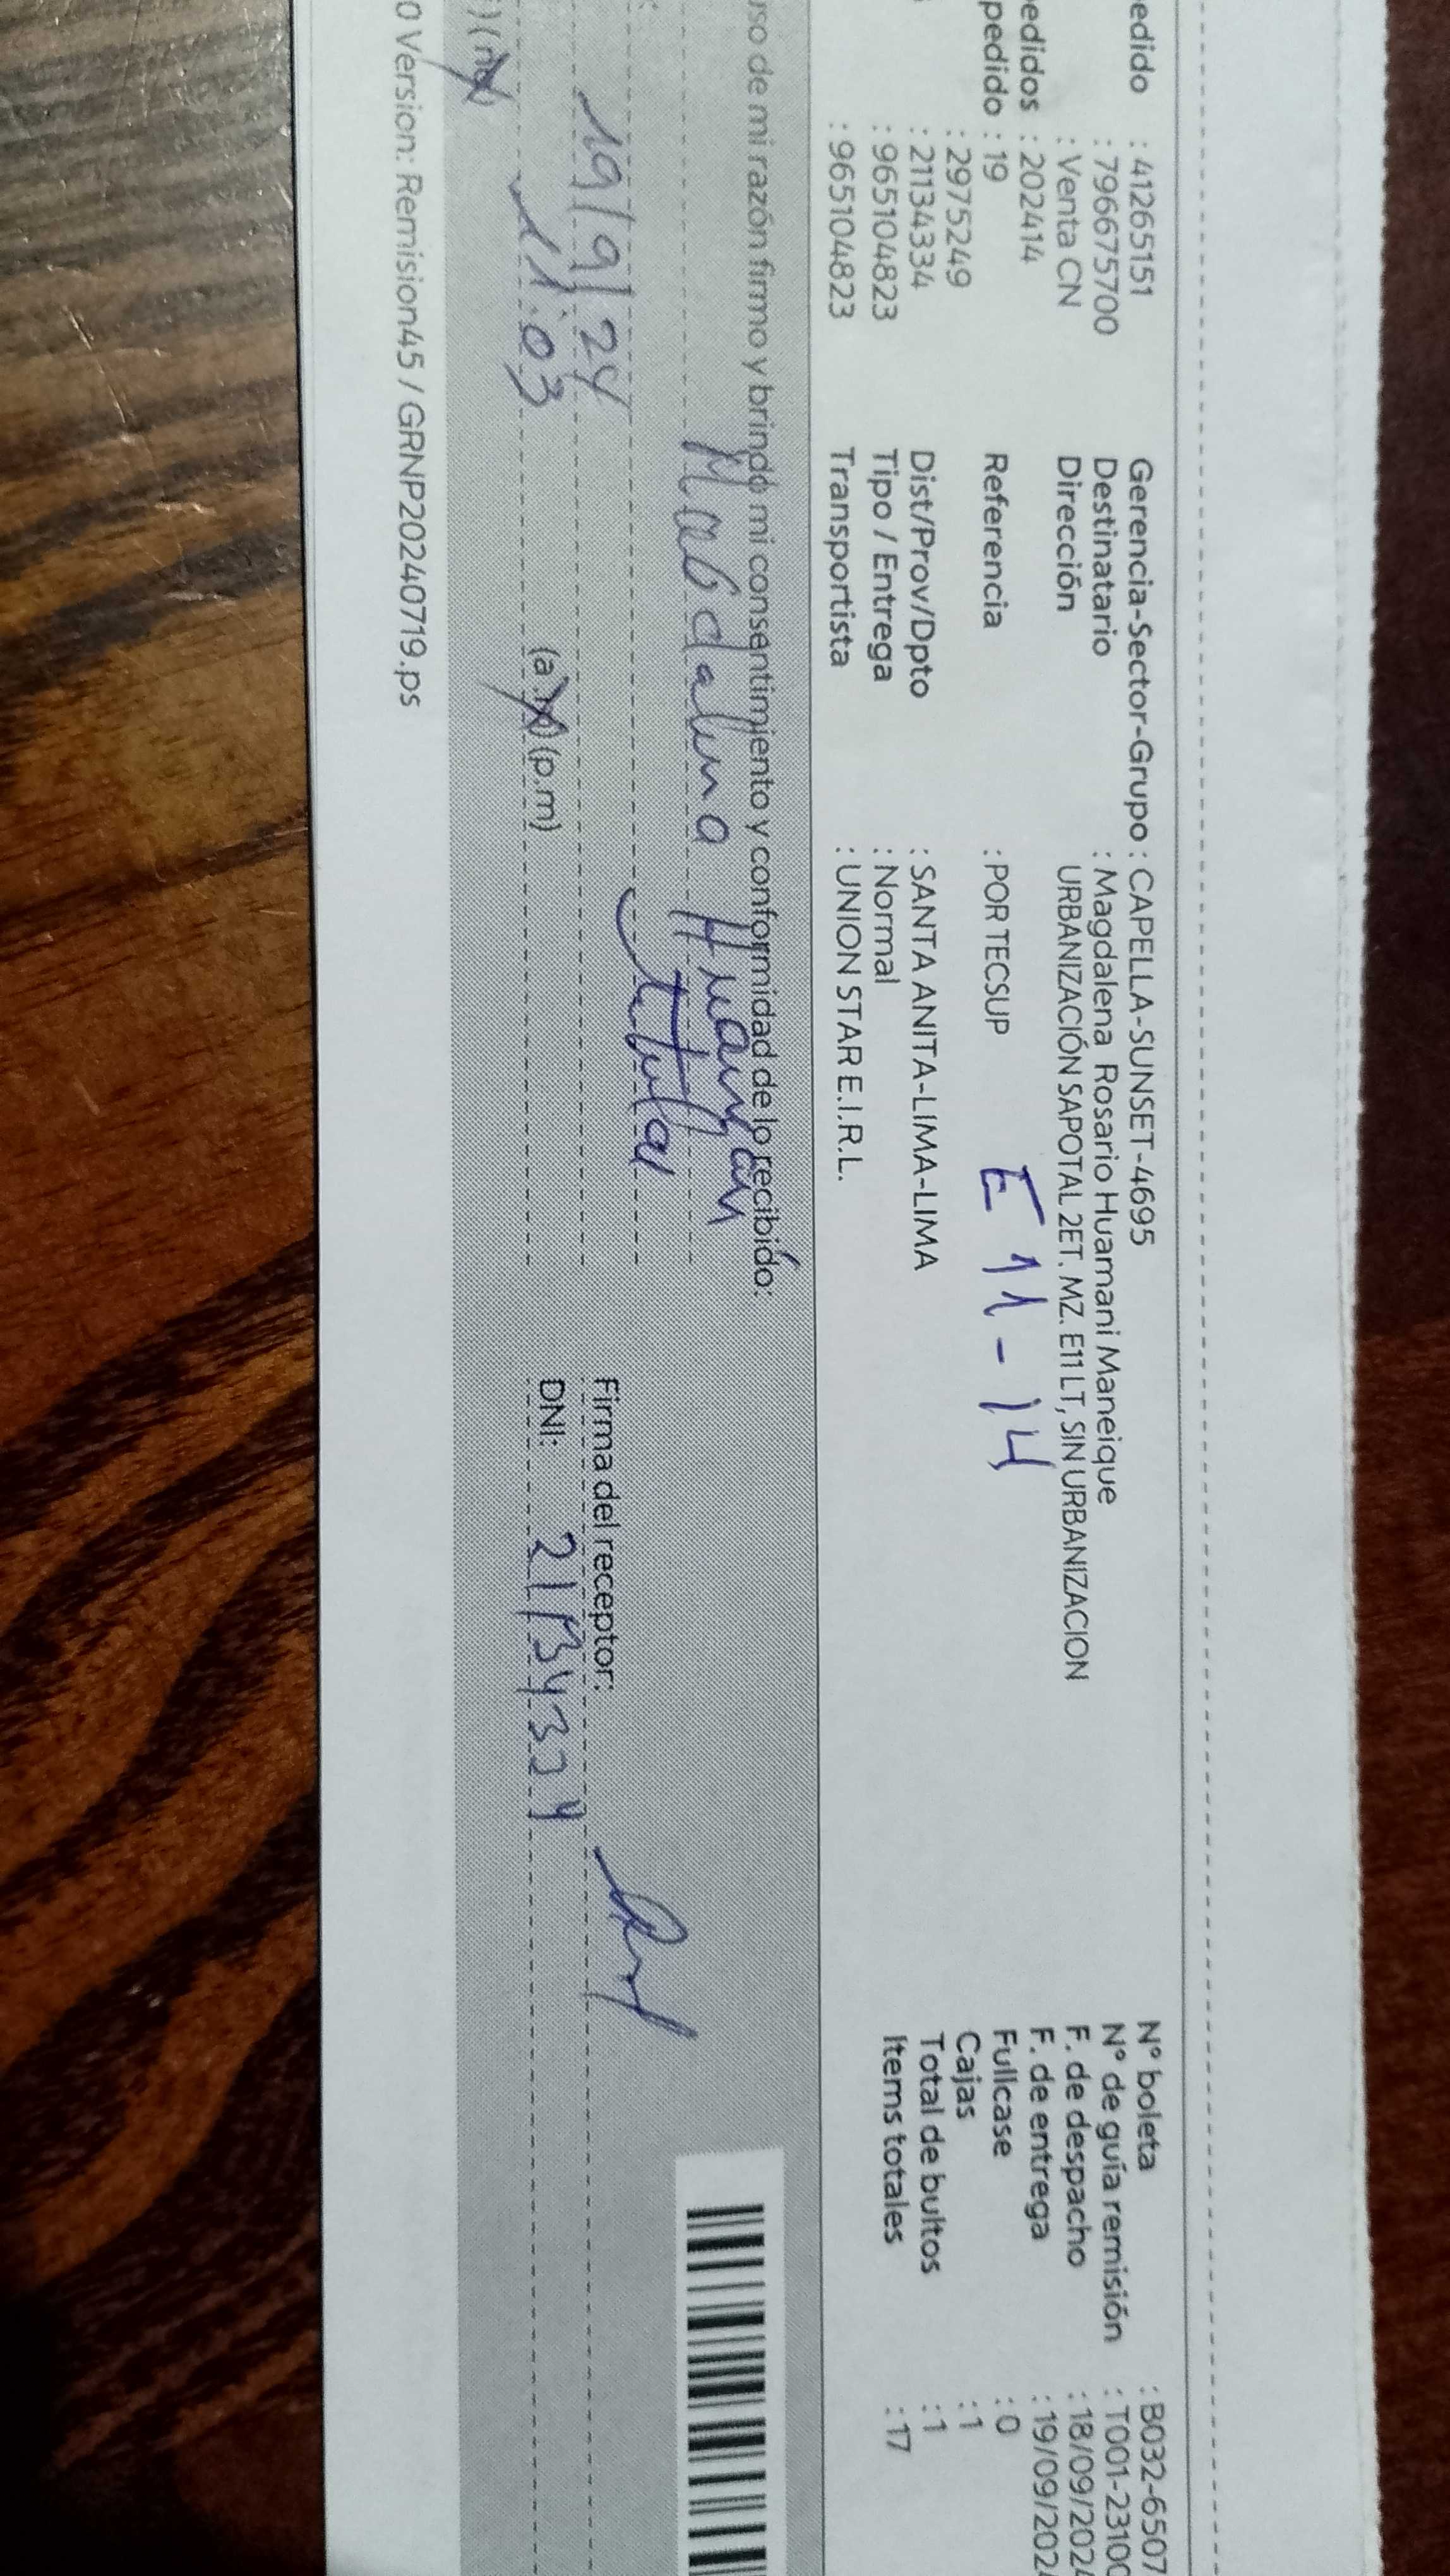 edido : 41265151 Gerencia-Sector-Grupo : CAPELLA-SUNSET-4695 N° boleta : B032-6507
: 796675700 Destinatario : Magdalena Rosario Huamani Maneique N° de guía remisión : T001-23100
: Venta CN Dirección URBANIZACIÓN SAPOTAL 2ET. MZ. E11 LT, SIN URBANIZACION F. de despacho : 18/09/202
edidos : 202414 F. de entrega : 19/09/202
pedido : 19 Referencia : POR TECSUP E 11 - 14 Fullcase : 0
: 2975249 Cajas : 1
: 21134334 Dist/Prov/Dpto : SANTA ANITA-LIMA-LIMA Total de bultos : 1
: 965104823 Tipo / Entrega : Normal Items totales : 17
: 965104823 Transportista : UNION STAR E.I.R.L.
uso de mi razón firmo y brindo mi consentimiento y conformidad de lo recibido:
Huaman
titular
19/9/24 Firma del receptor:
11:03 (a.m) (p.m) DNI: 21134324
0 Version: Remision45 / GRNP20240719.ps